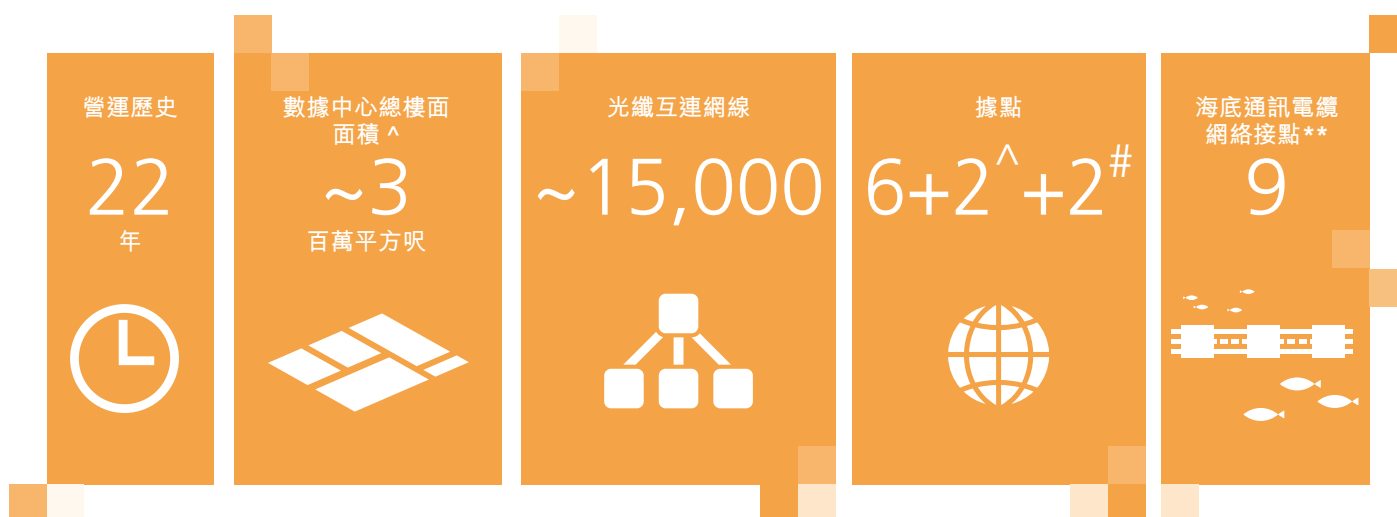 營運歷史
22
年
數據中心總樓面
面積 ^
~3
百萬平方呎
光纖互連網線
~15,000
據點
6+2^+2#
海底通訊電纜
網絡接點**
9